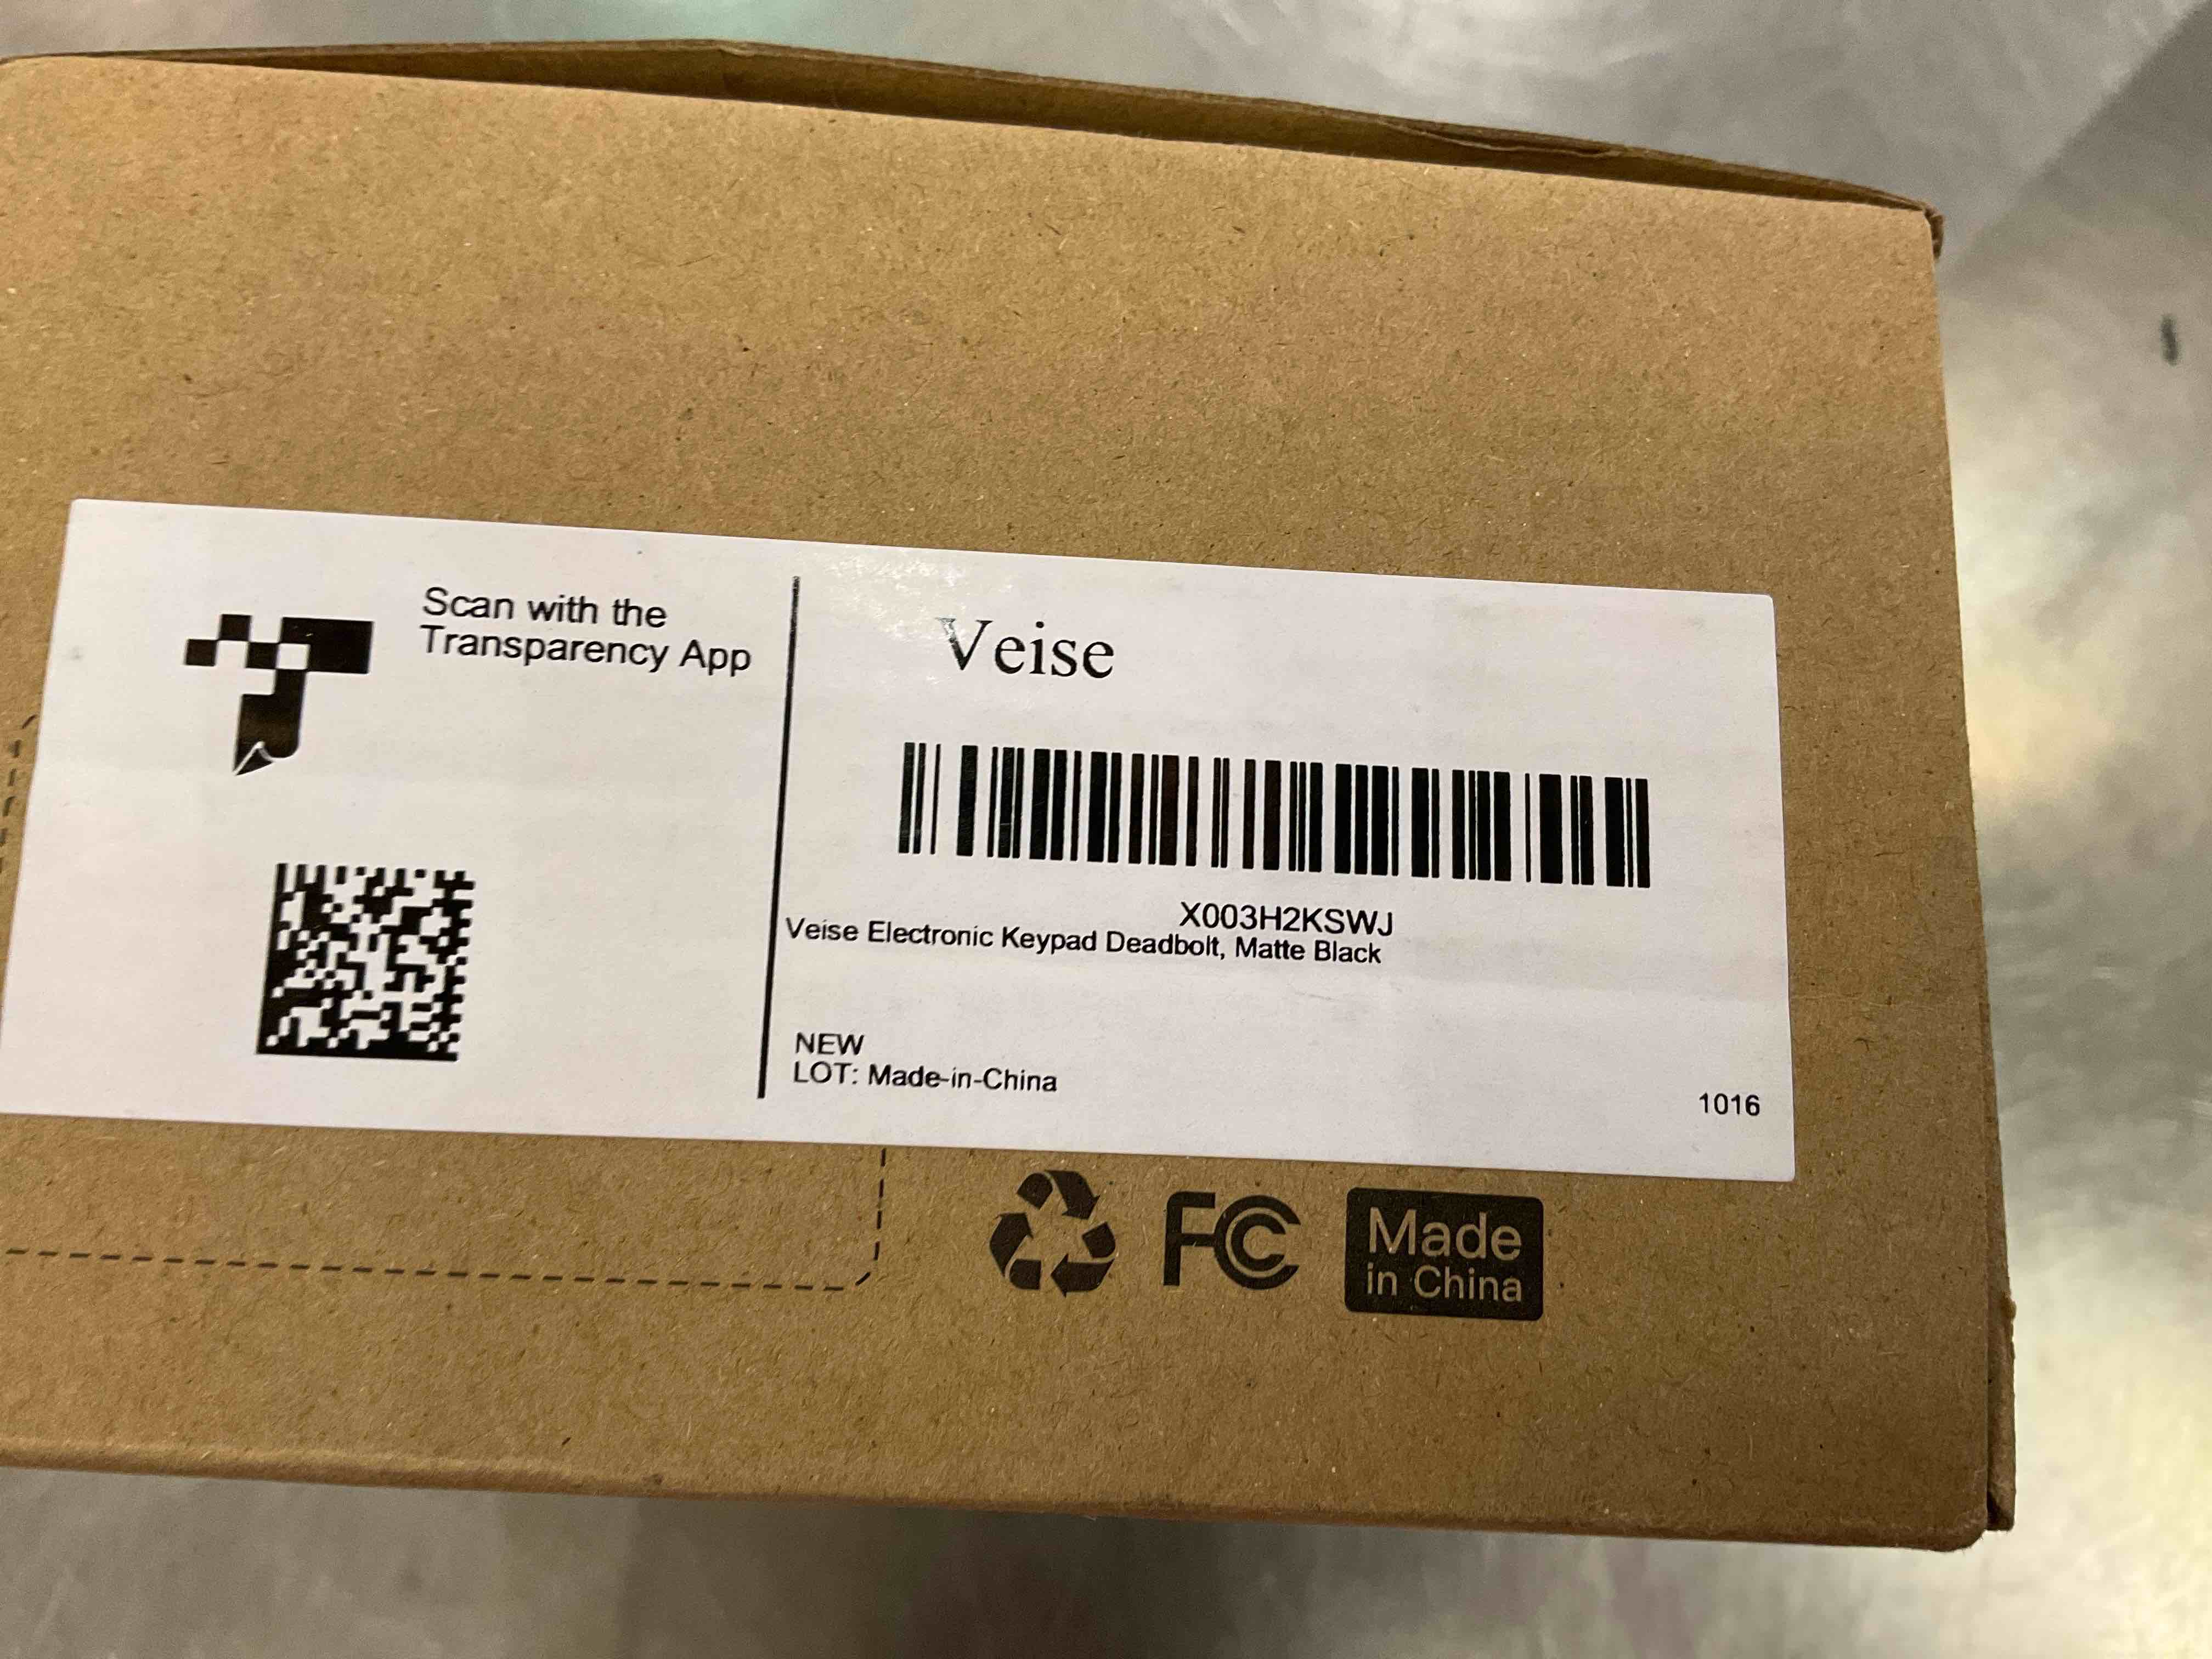 Scan with the
Transparency App
Veise
X003H2KSWJ
Veise Electronic Keypad Deadbolt, Matte Black
NEW
LOT: Made-in-China
1016
FC
Made
in China